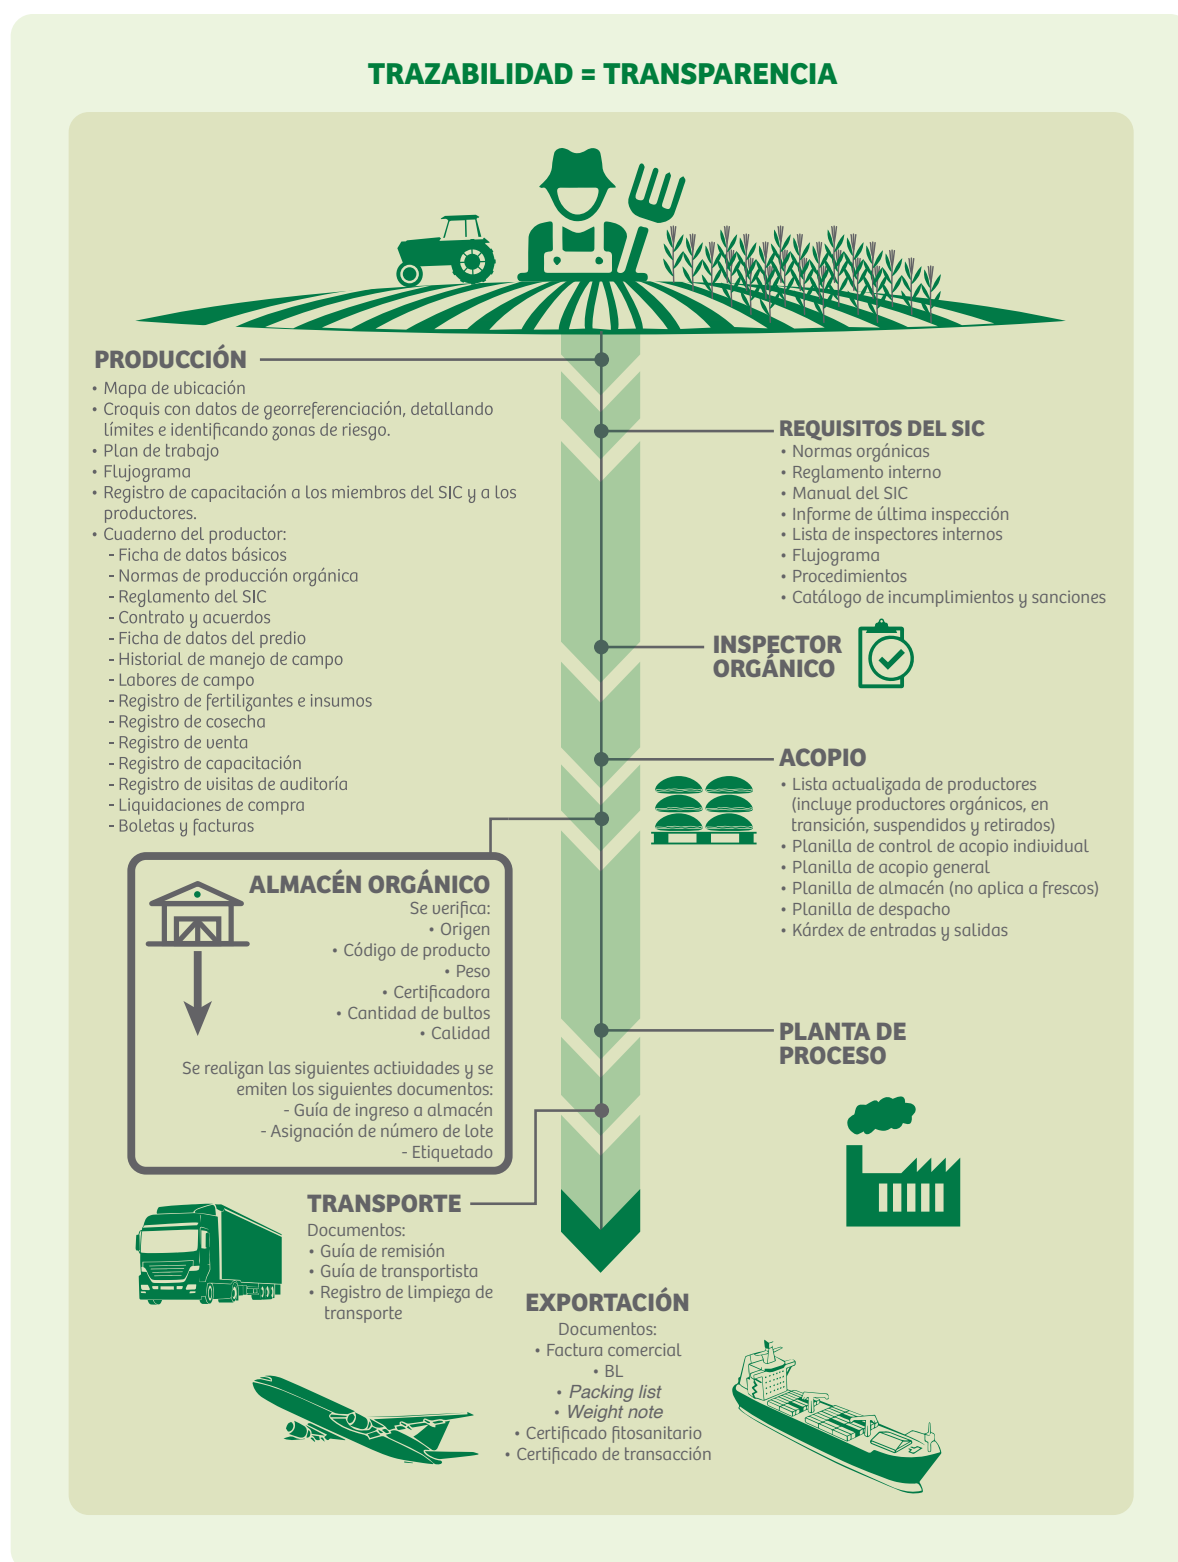 TRAZABILIDAD = TRANSPARENCIA
PRODUCCIÓN
• Mapa de ubicación
• Croquis con datos de georreferenciación, detallando
límites e identificando zonas de riesgo.
• Plan de trabajo
• Flujograma
• Registro de capacitación a los miembros del SIC y a los
productores.
• Cuaderno del productor:
- Ficha de datos básicos
- Normas de producción orgánica
- Reglamento del SIC
- Contrato y acuerdos
- Ficha de datos del predio
- Historial de manejo de campo
- Labores de campo
- Registro de fertilizantes e insumos
- Registro de cosecha
- Registro de venta
- Registro de capacitación
- Registro de visitas de auditoría
- Liquidaciones de compra
- Boletas y facturas
REQUISITOS DEL SIC
• Normas orgánicas
• Reglamento interno
• Manual del SIC
• Informe de última inspección
• Lista de inspectores internos
• Flujograma
• Procedimientos
• Catálogo de incumplimientos y sanciones
INSPECTOR
ORGÁNICO
ACOPIO
• Lista actualizada de productores
(incluye productores orgánicos, en
transición, suspendidos y retirados)
• Planilla de control de acopio individual
• Planilla de acopio general
• Planilla de almacén (no aplica a frescos)
• Planilla de despacho
• Kárdex de entradas y salidas
ALMACÉN ORGÁNICO
Se verifica:
• Origen
• Código de producto
• Peso
• Certificadora
• Cantidad de bultos
• Calidad
Se realizan las siguientes actividades y se
emiten los siguientes documentos:
- Guía de ingreso a almacén
- Asignación de número de lote
- Etiquetado
PLANTA DE
PROCESO
TRANSPORTE
Documentos:
• Guía de remisión
• Guía de transportista
• Registro de limpieza de
transporte
EXPORTACIÓN
Documentos:
• Factura comercial
• BL
• Packing list
• Weight note
• Certificado fitosanitario
• Certificado de transacción